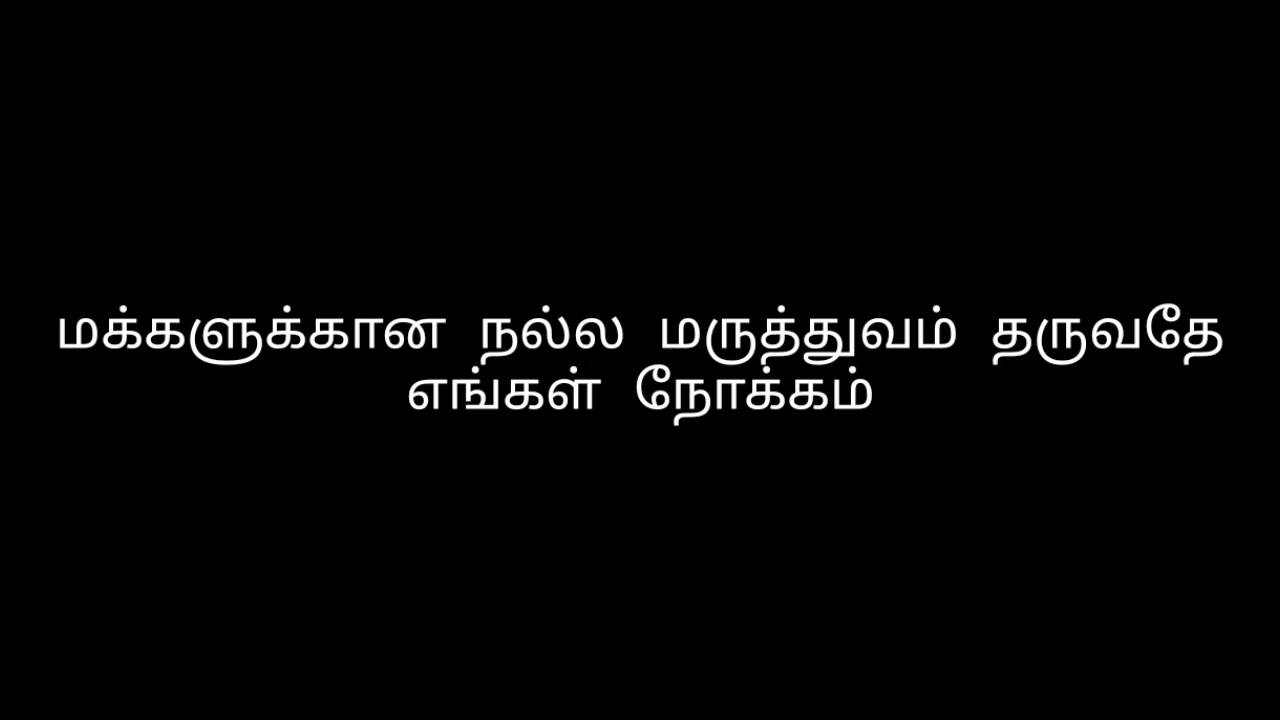 மக்களுக்கான நல்ல மருத்துவம் தருவதே
எங்கள் நோக்கம்